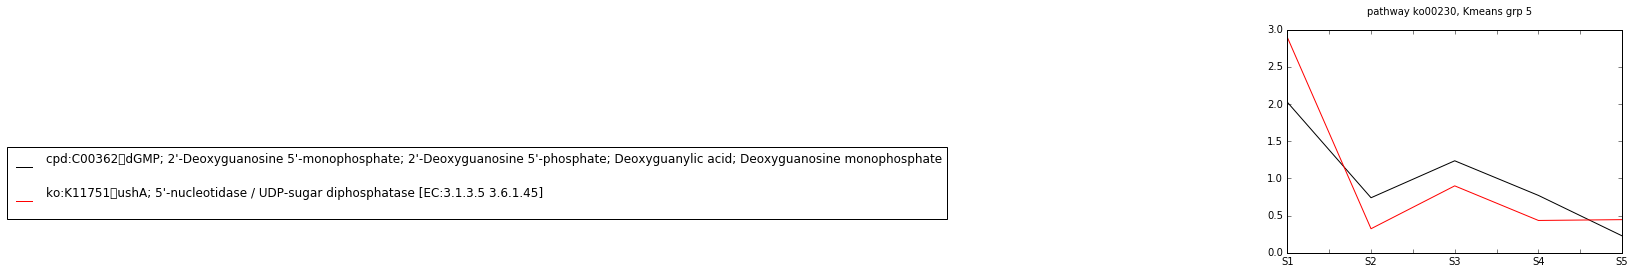 pathway ko00230, Kmeans grp 5
3.0
2.5
2.0
1.5
1.0
0.5
0.0
S1 S2 S3 S4 S5
cpd:C00362▯dGMP; 2'-Deoxyguanosine 5'-monophosphate; 2'-Deoxyguanosine 5'-phosphate; Deoxyguanylic acid; Deoxyguanosine monophosphate
ko:K11751▯ushA; 5'-nucleotidase / UDP-sugar diphosphatase [EC:3.1.3.5 3.6.1.45]